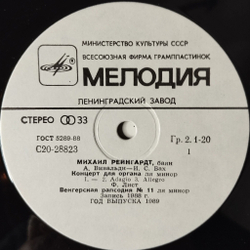 МИНИСТЕРСТВО КУЛЬТУРЫ СССР
ВСЕСОЮЗНАЯ ФИРМА ГРАМПЛАСТИНОК
МЕЛОДИЯ
ЛЕНИНГРАДСКИЙ ЗАВОД
СТЕРЕО 33
ГОСТ 5289-88
Гр. 2. 1-20
С20-28823
1
МИХАИЛ РЕЙНГАРДТ, баян
А. Вивальди—И. С. Бах
Концерт для органа ля минор
1. — 2. Adagio 3. Allegro
Ф. Лист
Венгерская рапсодия № 11 ля минор
Запись 1988 г.
ГОД ВЫПУСКА 1989